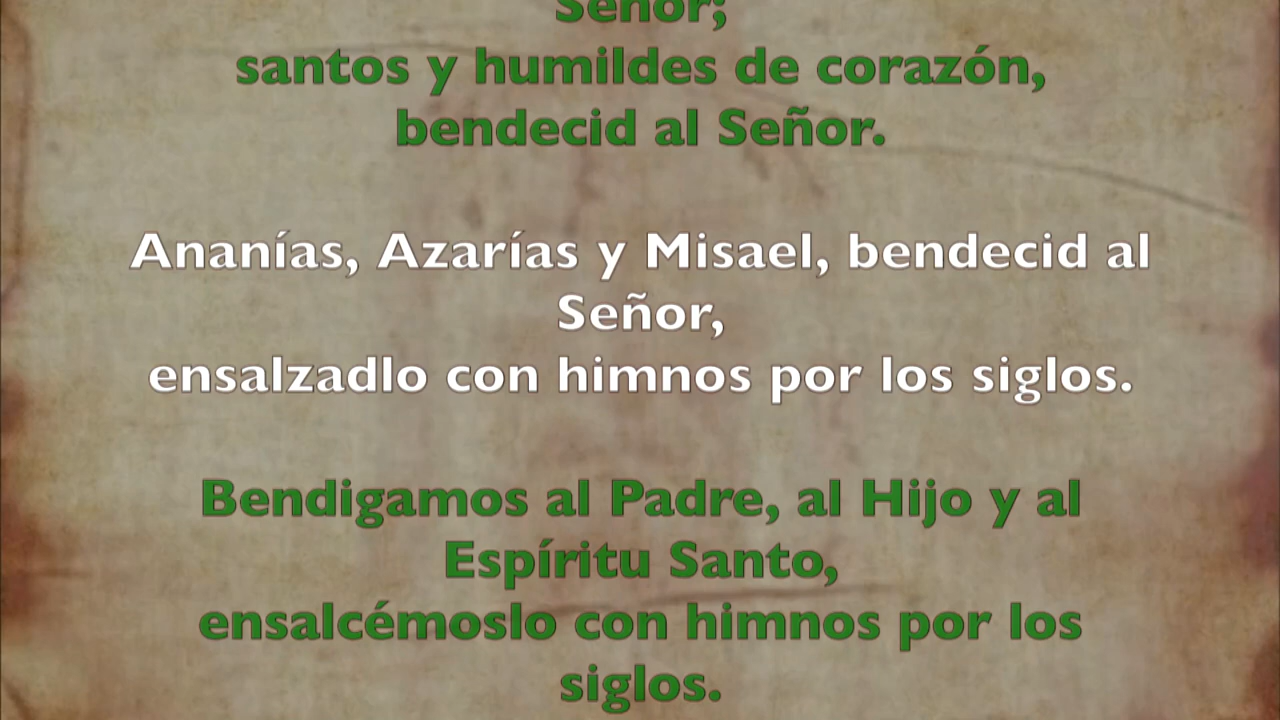 Señor;
santos y humildes de corazón,
bendecid al Señor.
Ananías, Azarías y Misael, bendecid al
Señor,
ensalzadlo con himnos por los siglos.
Bendigamos al Padre, al Hijo y al
Espíritu Santo,
ensalcémoslo con himnos por los
siglos.